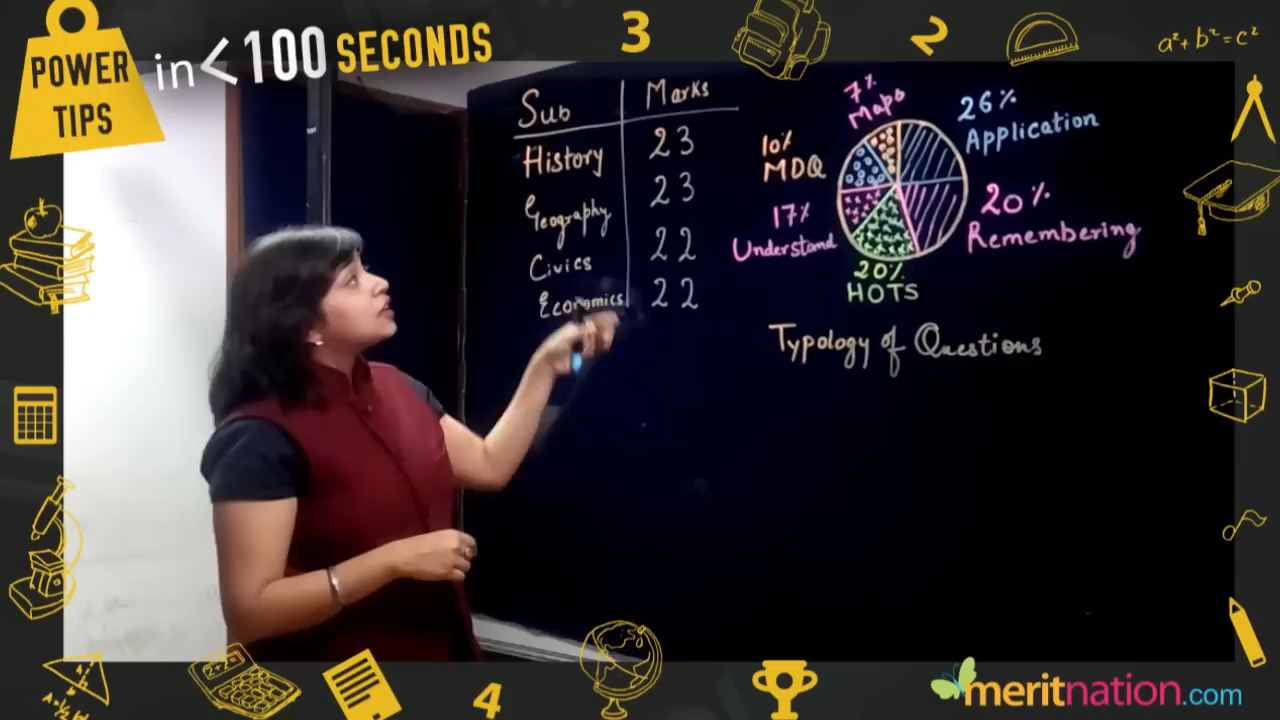 POWER
TIPS
in < 100 SECONDS
3
2
a²+b²=c²
Sub Marks
History 23
Geography 23
Civics 22
Economics 22
7% Maps
26%
Application
10%
MDQ
20%
Remembering
17%
Understand
20%
HOTS
Typology of Questions
2+2=
4
meritnation.com